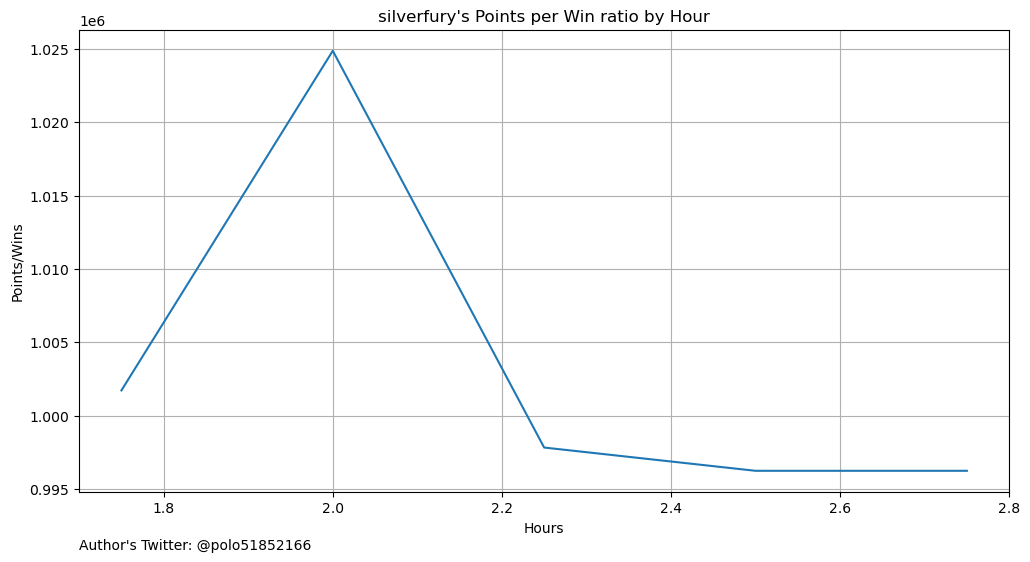 silverfury's Points per Win ratio by Hour
1e6
1.025
1.020
1.015
1.010
1.005
1.000
0.995
Points/Wins
1.8 2.0 2.2 2.4 2.6 2.8
Hours
Author's Twitter: @polo51852166